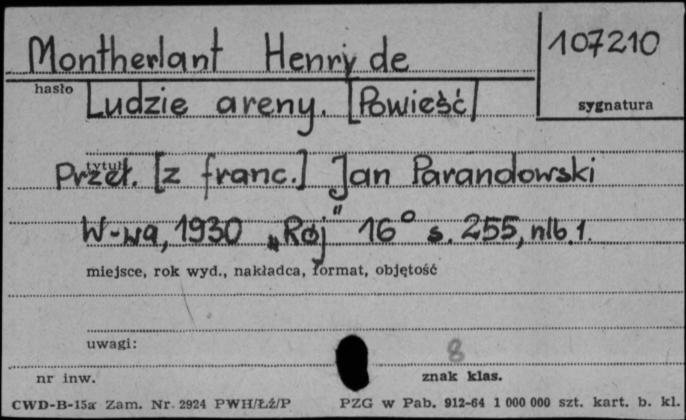 Montherlant Henry de
107210
hasło
sygnatura
Ludzie areny. [Powieść]
tytuł
Przeł. [z franc.] Jan Parandowski
W-wa, 1930 „Rój" 16° s. 255, nlb. 1.
miejsce, rok wyd., nakładca, format, objętość
uwagi:
8
nr inw.
znak klas.
CWD-B-15a Zam. Nr 2924 PWH/Łź/P
PZG w Pab. 912-64 1 000 000 szt. kart. b. kl.